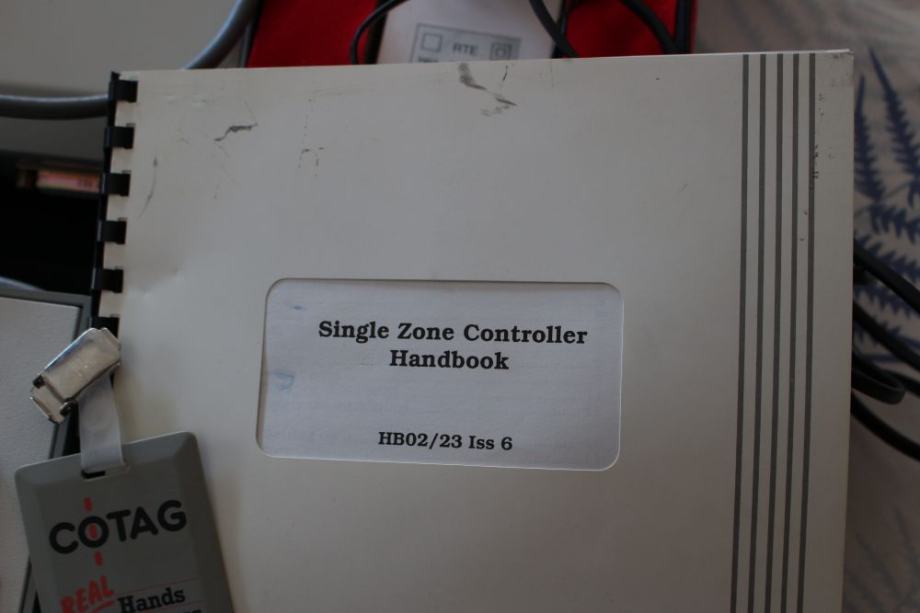 RTE
Single Zone Controller
Handbook
HB02/23 Iss 6
COTAG
REAL Hands